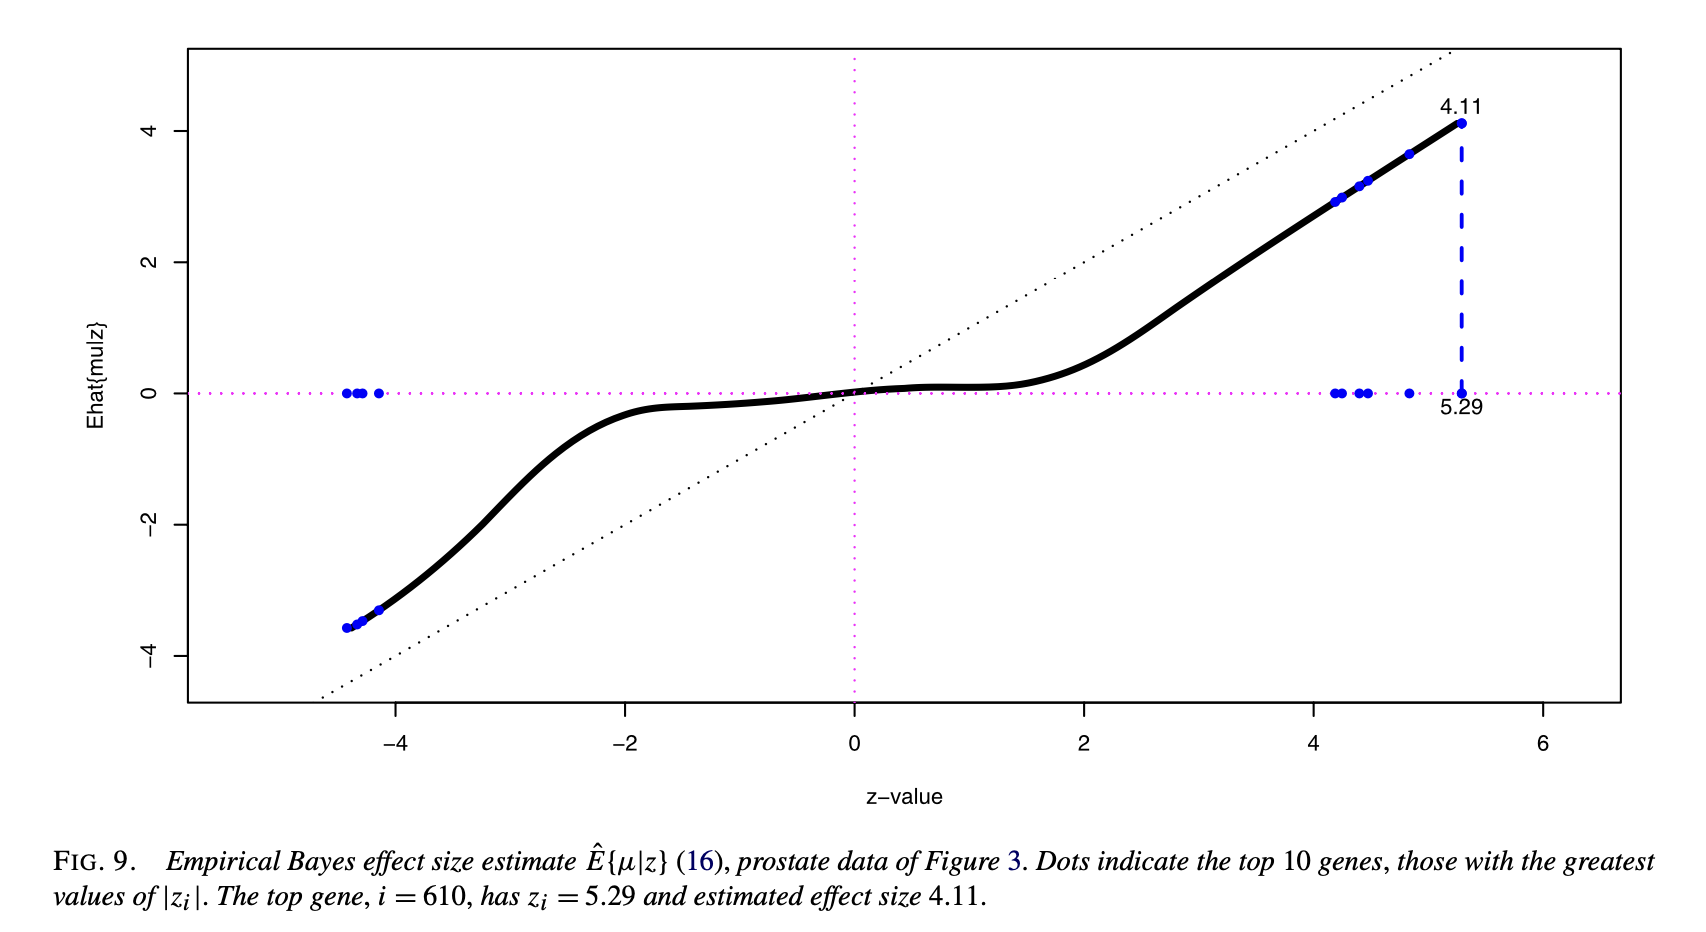 4.11
4
2
0
−2
−4
Ehat{mu|z}
5.29
−4 −2 0 2 4 6
z−value
FIG. 9. Empirical Bayes effect size estimate Ê{μ|z} (16), prostate data of Figure 3. Dots indicate the top 10 genes, those with the greatest
values of |zᵢ|. The top gene, i = 610, has zᵢ = 5.29 and estimated effect size 4.11.